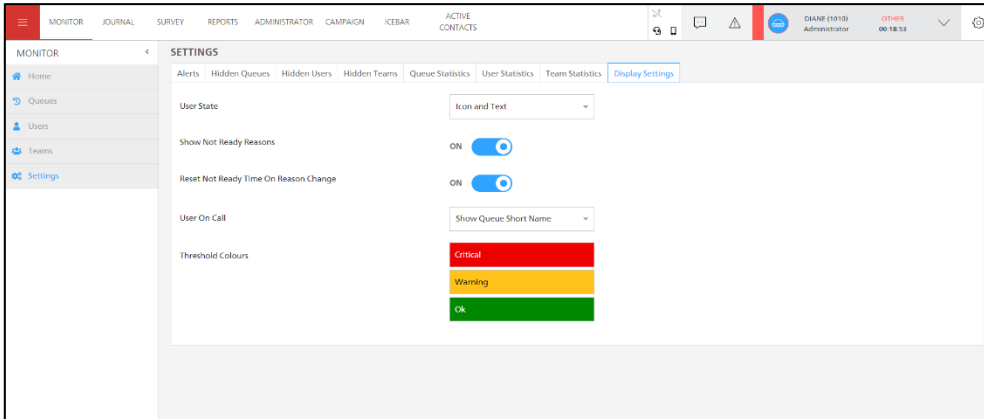 MONITOR JOURNAL SURVEY REPORTS ADMINISTRATOR CAMPAIGN ICEBAR ACTIVE CONTACTS DIANE (1010) Administrator OTHER 00:18:53
MONITOR
SETTINGS
Alerts Hidden Queues Hidden Users Hidden Teams Queue Statistics User Statistics Team Statistics Display Settings
Home
Queues
Users
Teams
Settings
User State Icon and Text
Show Not Ready Reasons ON
Reset Not Ready Time On Reason Change ON
User On Call Show Queue Short Name
Threshold Colours Critical
Warning
Ok